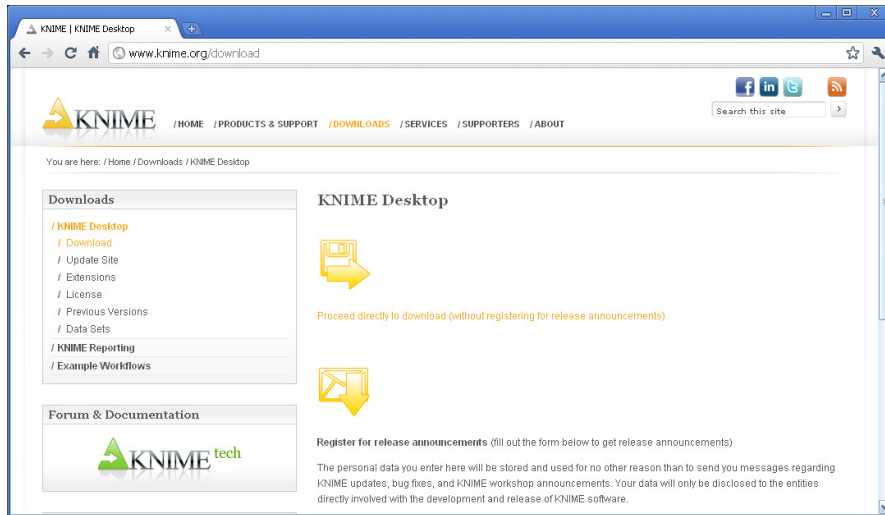 KNIME | KNIME Desktop
www.knime.org/download
Search this site
KNIME
/ HOME / PRODUCTS & SUPPORT / DOWNLOADS / SERVICES / SUPPORTERS / ABOUT
You are here: / Home / Downloads / KNIME Desktop
Downloads
/ KNIME Desktop
/ Download
/ Update Site
/ Extensions
/ License
/ Previous Versions
/ Data Sets
/ KNIME Reporting
/ Example Workflows
Forum & Documentation
KNIME tech
KNIME Desktop
Proceed directly to download (without registering for release announcements)
Register for release announcements (fill out the form below to get release announcements)
The personal data you enter here will be stored and used for no other reason than to send you messages regarding
KNIME updates, bug fixes, and KNIME workshop announcements. Your data will only be disclosed to the entities
directly involved with the development and release of KNIME software.